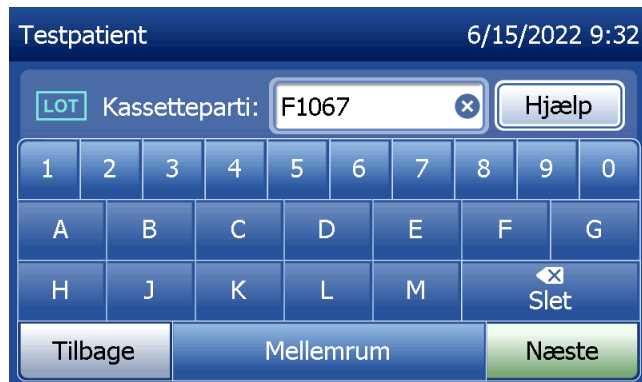 Testpatient 6/15/2022 9:32
LOT Kassetteparti: F1067 Hjælp
1 2 3 4 5 6 7 8 9 0
A B C D E F G
H J K L M Slet
Tilbage Mellemrum Næste